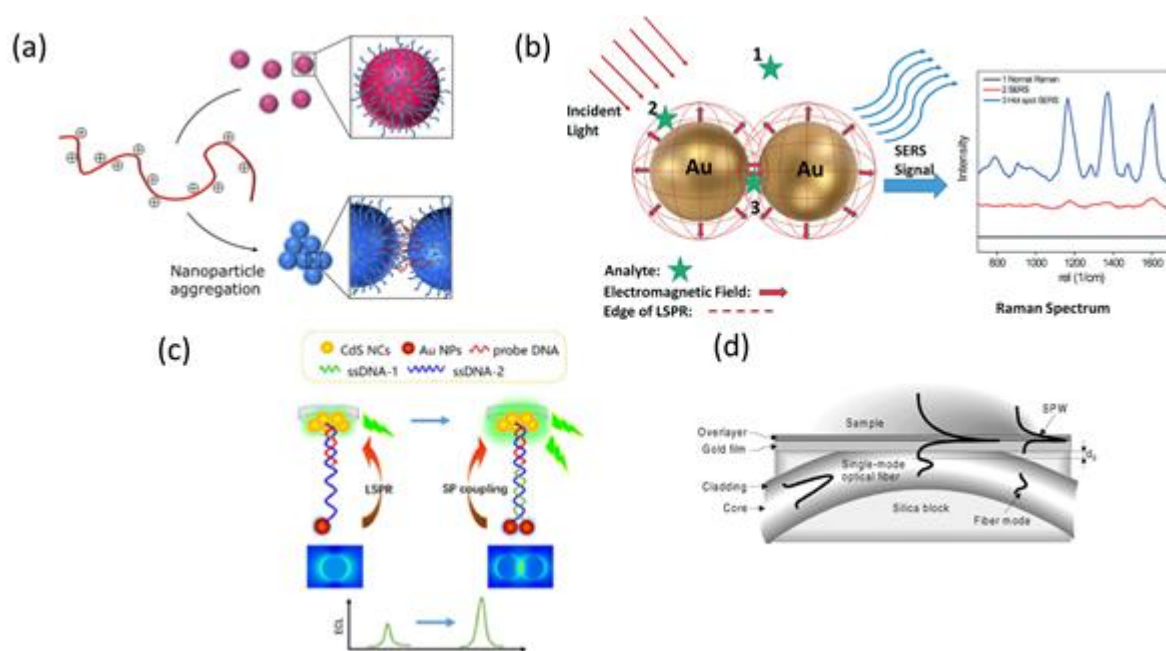 (a)
Nanoparticle
aggregation
(b)
Incident
Light
1
2
3
Au
Au
SERS
Signal
Analyte:
Electromagnetic Field:
Edge of LSPR:
Intensity
1 Normal Raman
2 SERS
3 Hot spot SERS
800 1000 1200 1400 1600
rel (1/cm)
Raman Spectrum
(c)
CdS NCs Au NPs probe DNA
ssDNA-1 ssDNA-2
LSPR
SP coupling
ECL
(d)
Sample
SPW
Overlayer
Gold film
Single-mode
optical fiber
Cladding
Core
Silica block
Fiber mode